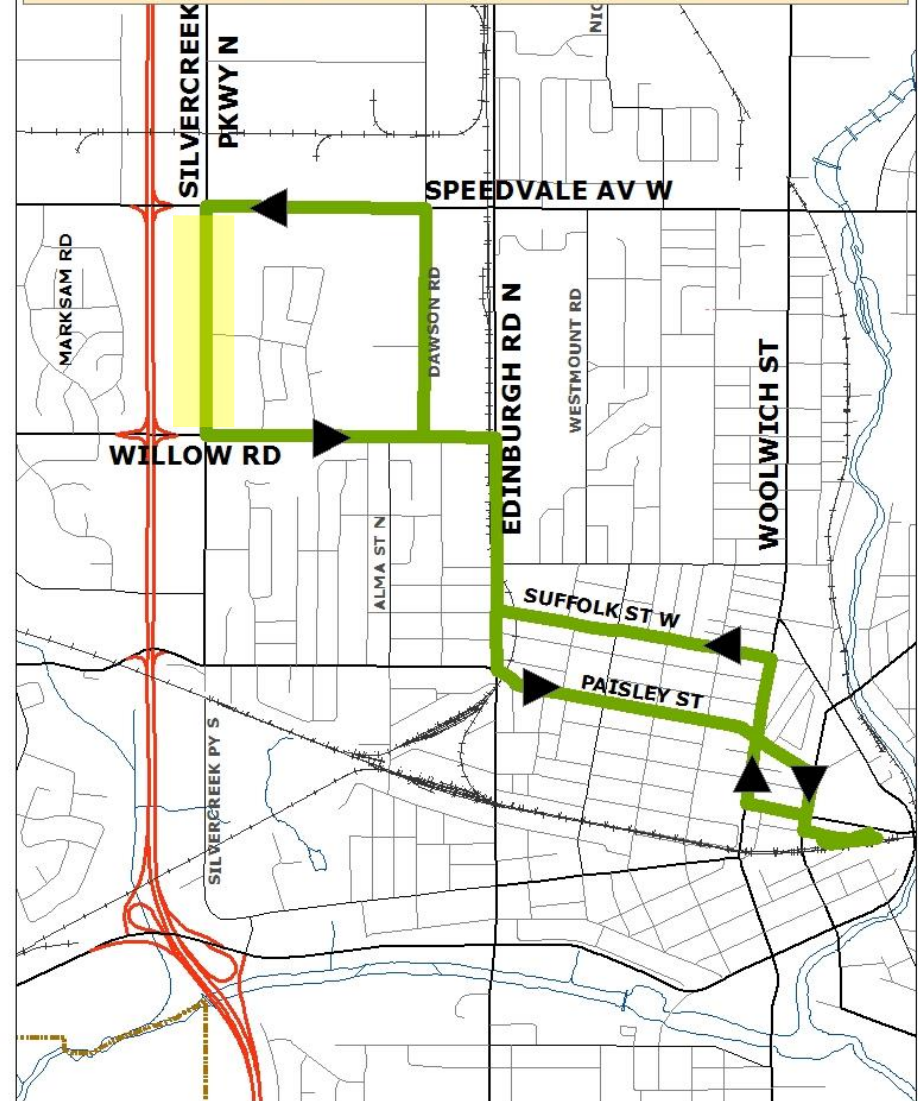 SILVERCREEK
PKWY N
NIC
SPEEDVALE AV W
MARKSAM RD
DAWSON RD
EDINBURGH RD N
WESTMOUNT RD
WOOLWICH ST
WILLOW RD
ALMA ST N
SUFFOLK ST W
PAISLEY ST
SILVERCREEK PY S